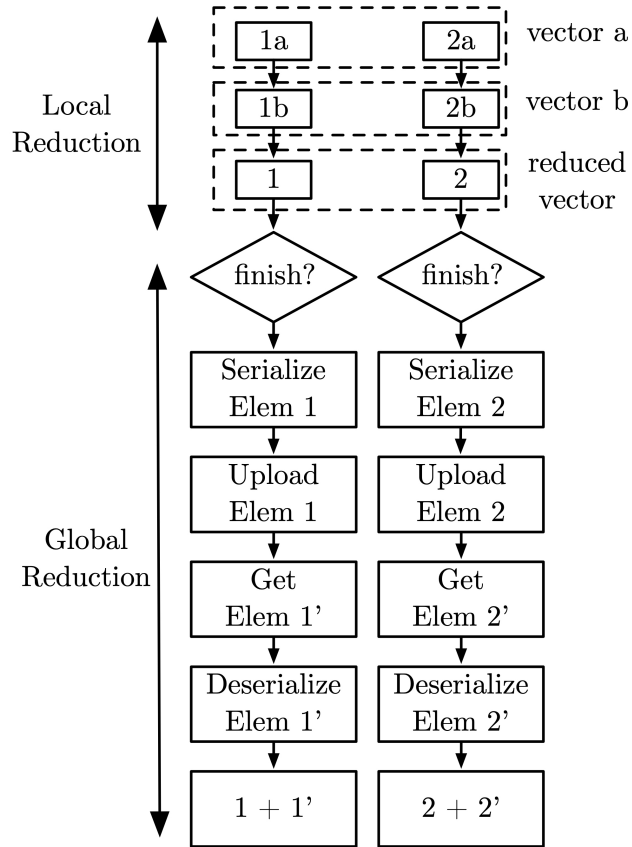 1a
2a
vector a
1b
2b
vector b
Local
Reduction
1
2
reduced
vector
finish?
finish?
Serialize
Elem 1
Serialize
Elem 2
Upload
Elem 1
Upload
Elem 2
Global
Reduction
Get
Elem 1’
Get
Elem 2’
Deserialize
Elem 1’
Deserialize
Elem 2’
1 + 1’
2 + 2’